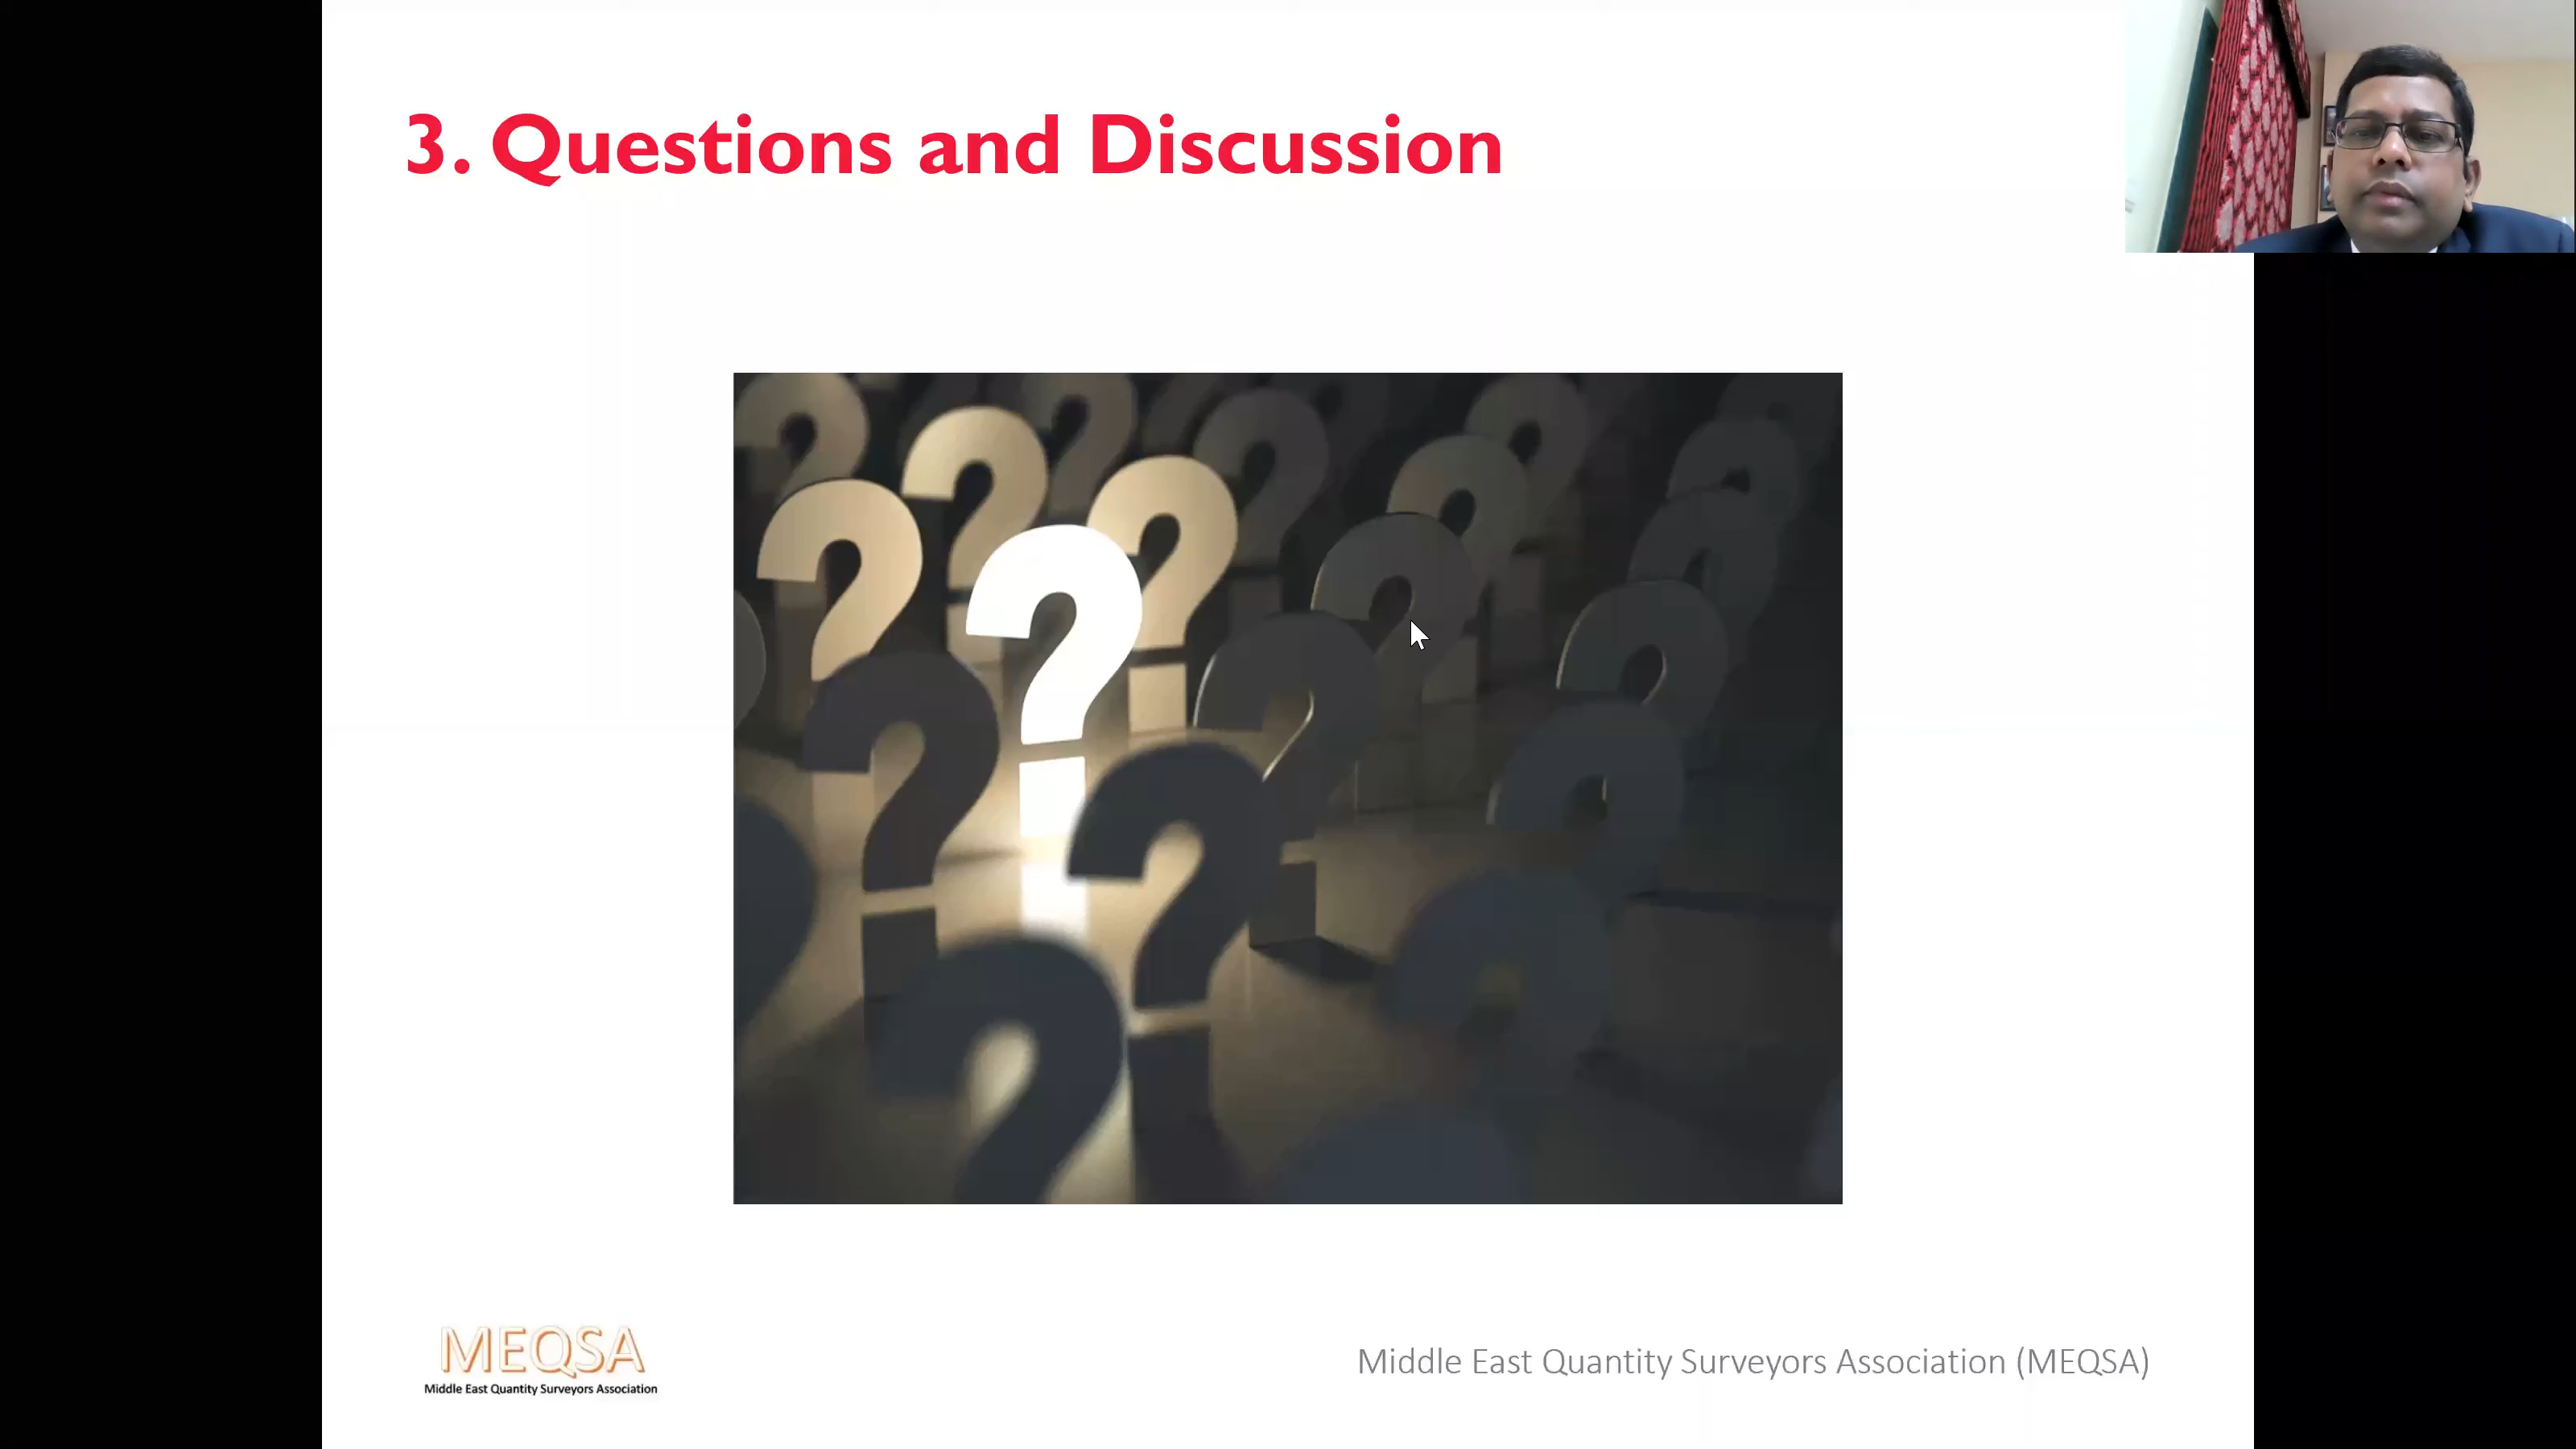 3. Questions and Discussion
MEQSA
Middle East Quantity Surveyors Association
Middle East Quantity Surveyors Association (MEQSA)